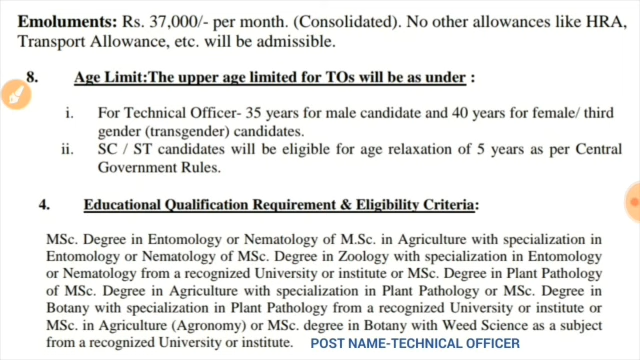 Emoluments: Rs. 37,000/- per month. (Consolidated). No other allowances like HRA,
Transport Allowance, etc. will be admissible.
8. Age Limit:The upper age limited for TOs will be as under :
i. For Technical Officer- 35 years for male candidate and 40 years for female/ third
gender (transgender) candidates.
ii. SC / ST candidates will be eligible for age relaxation of 5 years as per Central
Government Rules.
4. Educational Qualification Requirement & Eligibility Criteria:
MSc. Degree in Entomology or Nematology of M.Sc. in Agriculture with specialization in
Entomology or Nematology of MSc. Degree in Zoology with specialization in Entomology
or Nematology from a recognized University or institute or MSc. Degree in Plant Pathology
of MSc. Degree in Agriculture with specialization in Plant Pathology or MSc. Degree in
Botany with specialization in Plant Pathology from a recognized University or institute or
MSc. in Agriculture (Agronomy) or MSc. degree in Botany with Weed Science as a subject
from a recognized University or institute. POST NAME-TECHNICAL OFFICER